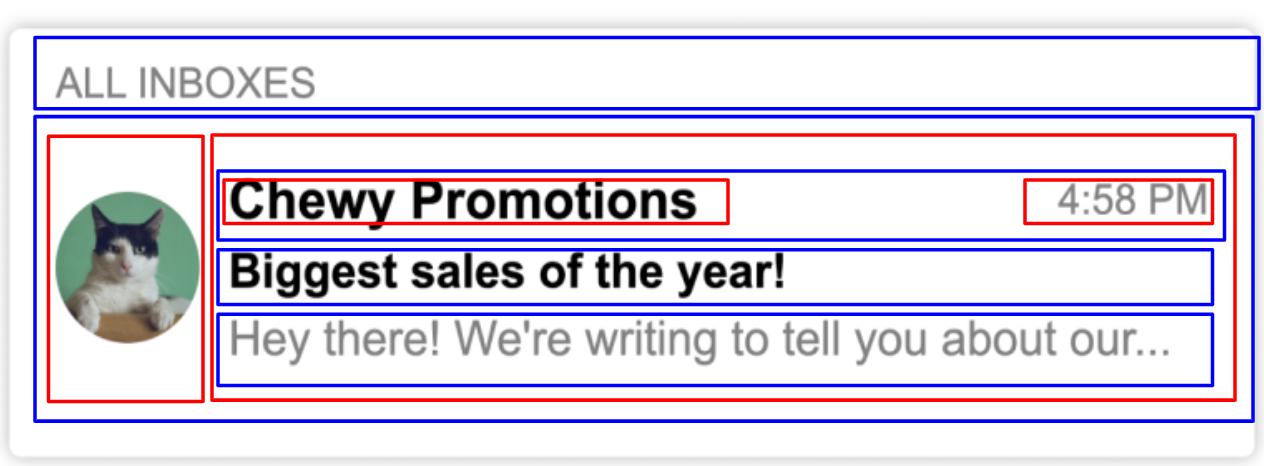 ALL INBOXES
Chewy Promotions 4:58 PM
Biggest sales of the year!
Hey there! We're writing to tell you about our...